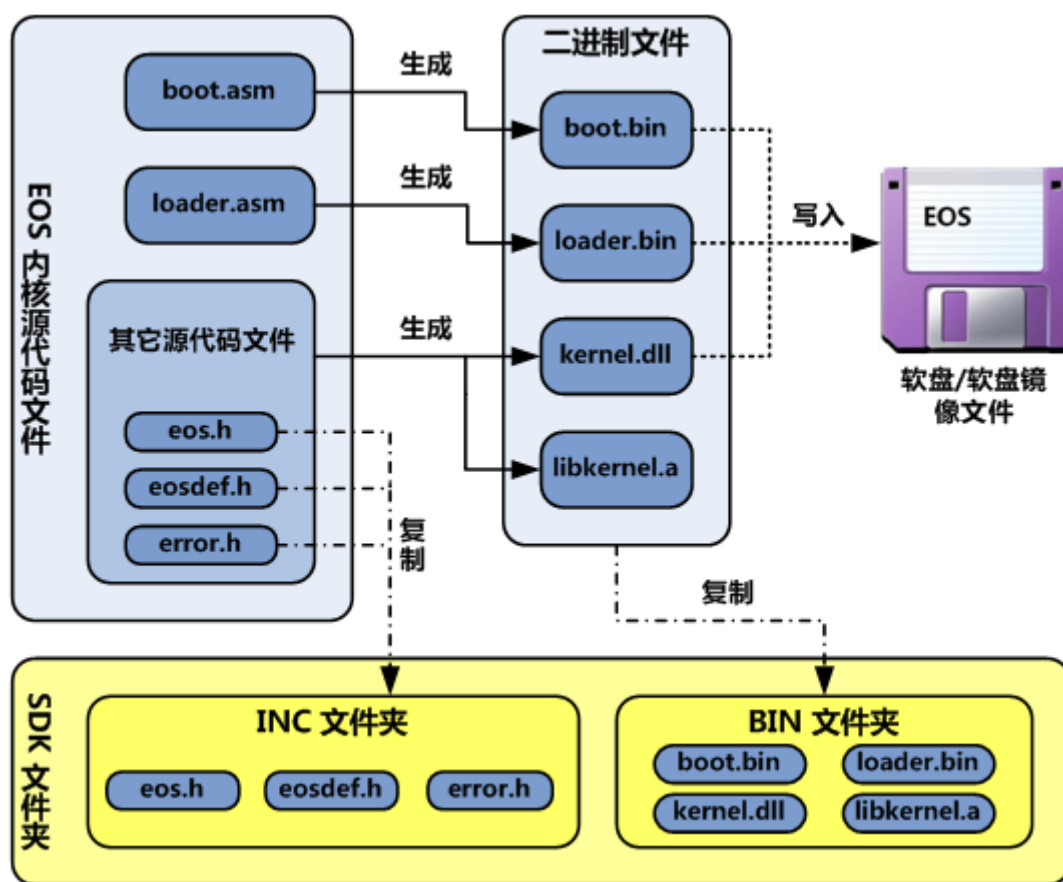 EOS 内核源代码文件
boot.asm
loader.asm
其它源代码文件
eos.h
eosdef.h
error.h
生成
生成
生成
二进制文件
boot.bin
loader.bin
kernel.dll
libkernel.a
写入
EOS
软盘/软盘镜
像文件
复
制
复制
SDK 文件夹
INC 文件夹
eos.h
eosdef.h
error.h
BIN 文件夹
boot.bin
loader.bin
kernel.dll
libkernel.a